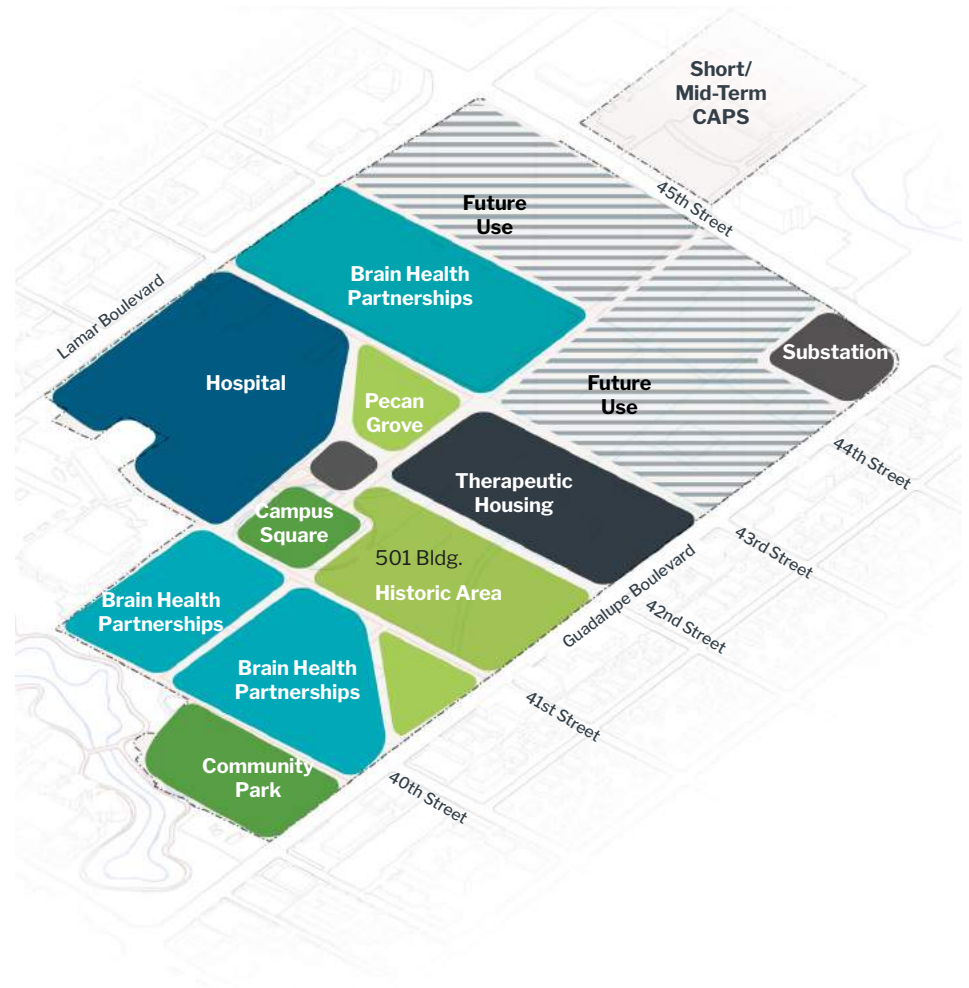 Short/
Mid-Term
CAPS
45th Street
Future
Use
Brain Health
Partnerships
Lamar Boulevard
Substation
Hospital
Future
Use
Pecan
Grove
44th Street
Therapeutic
Housing
Campus
Square
43rd Street
501 Bldg.
Historic Area
Guadalupe Boulevard
42nd Street
Brain Health
Partnerships
Brain Health
Partnerships
41st Street
Community
Park
40th Street